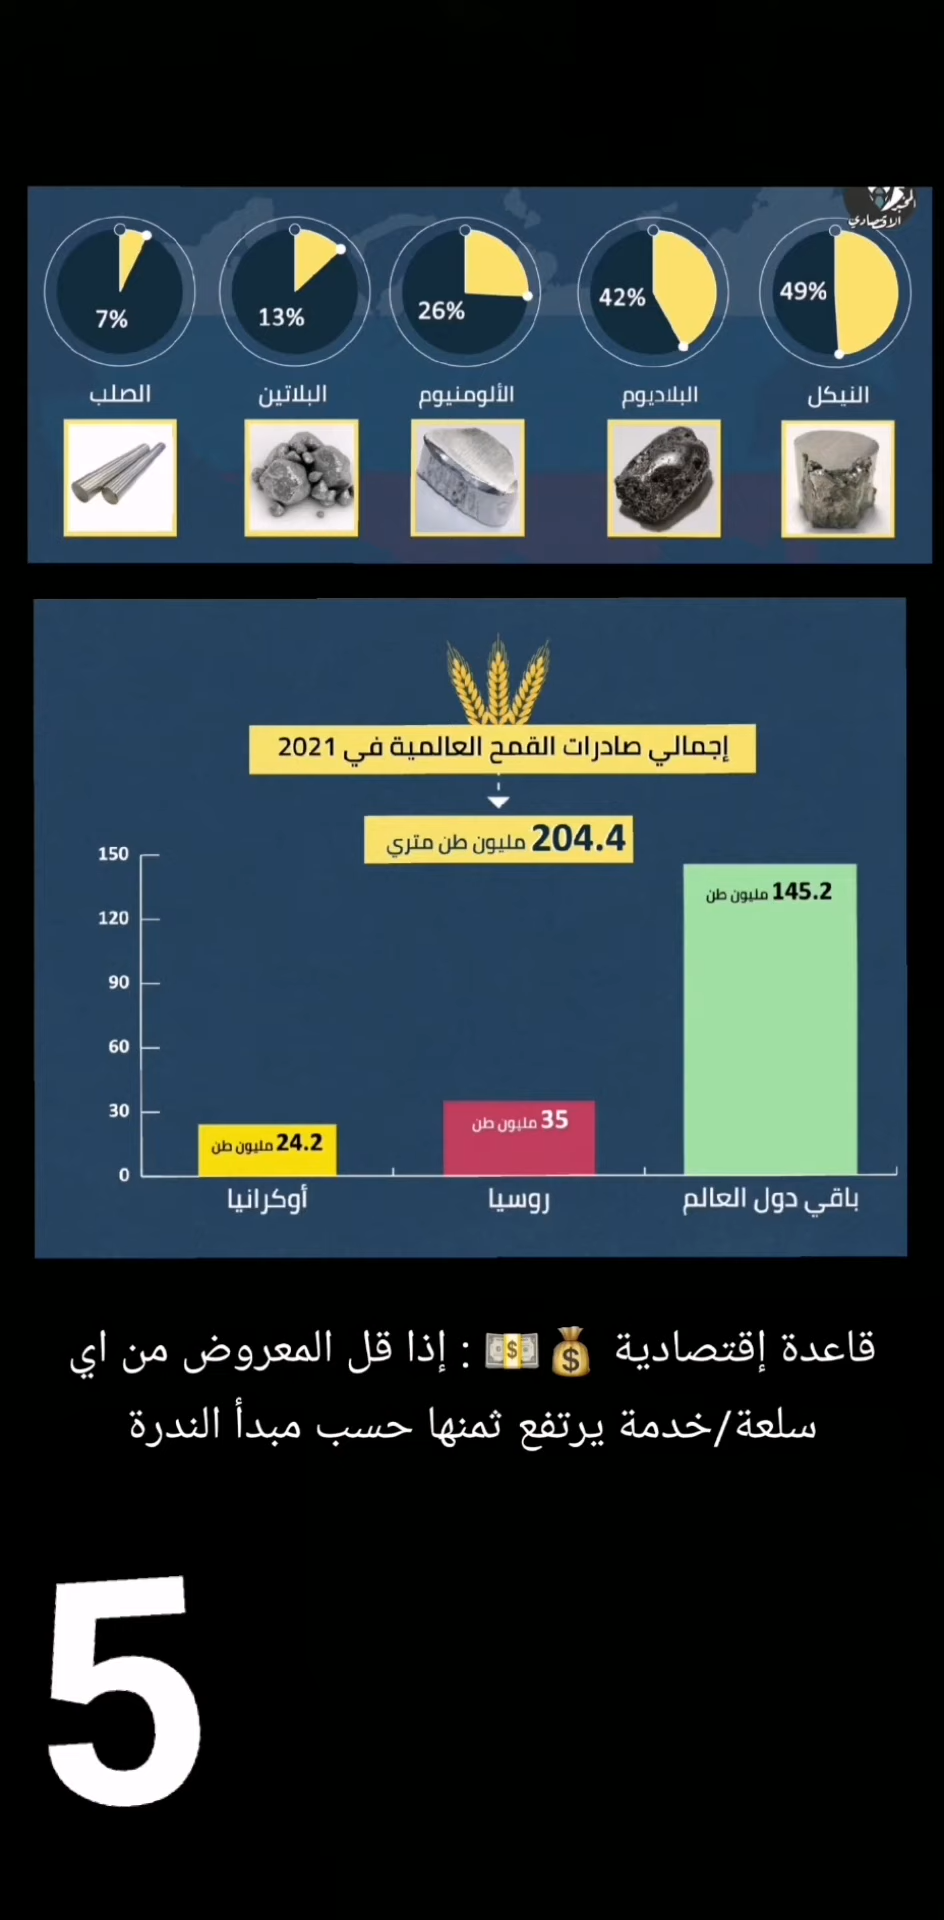 المخبر
الاقتصادي
49%
42%
26%
13%
7%
النيكل
البلاديوم
الألومنيوم
البلاتين
الصلب
إجمالي صادرات القمح العالمية في 2021
204.4 مليون طن متري
150
120
90
60
30
0
145.2 مليون طن
35 مليون طن
24.2 مليون طن
باقي دول العالم
روسيا
أوكرانيا
قاعدة إقتصادية 💰💵 : إذا قل المعروض من اي
سلعة/خدمة يرتفع ثمنها حسب مبدأ الندرة
5